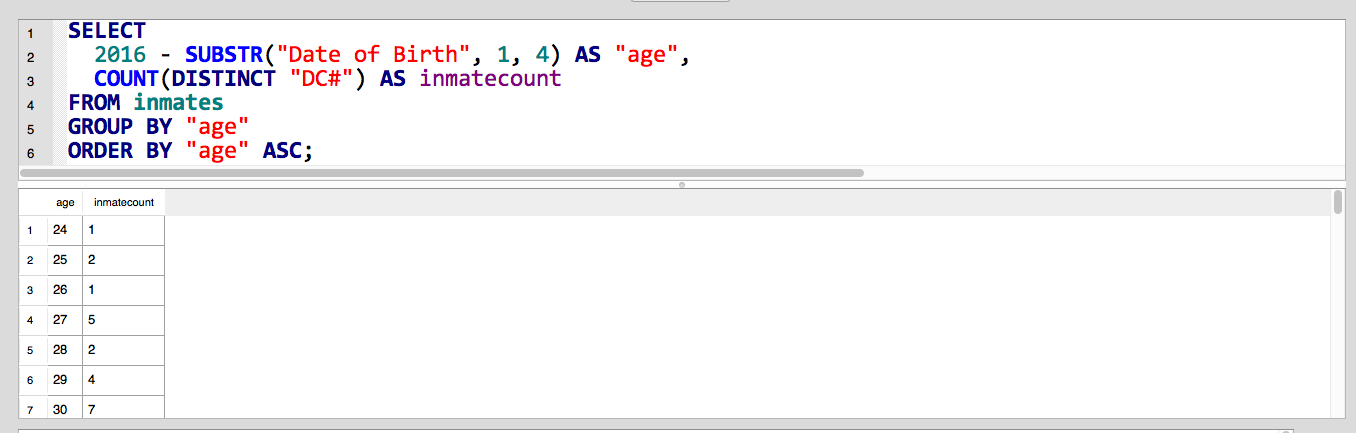 1 SELECT
2 2016 - SUBSTR("Date of Birth", 1, 4) AS "age",
3 COUNT(DISTINCT "DC#") AS inmatecount
4 FROM inmates
5 GROUP BY "age"
6 ORDER BY "age" ASC;
age inmatecount
1 24 1
2 25 2
3 26 1
4 27 5
5 28 2
6 29 4
7 30 7